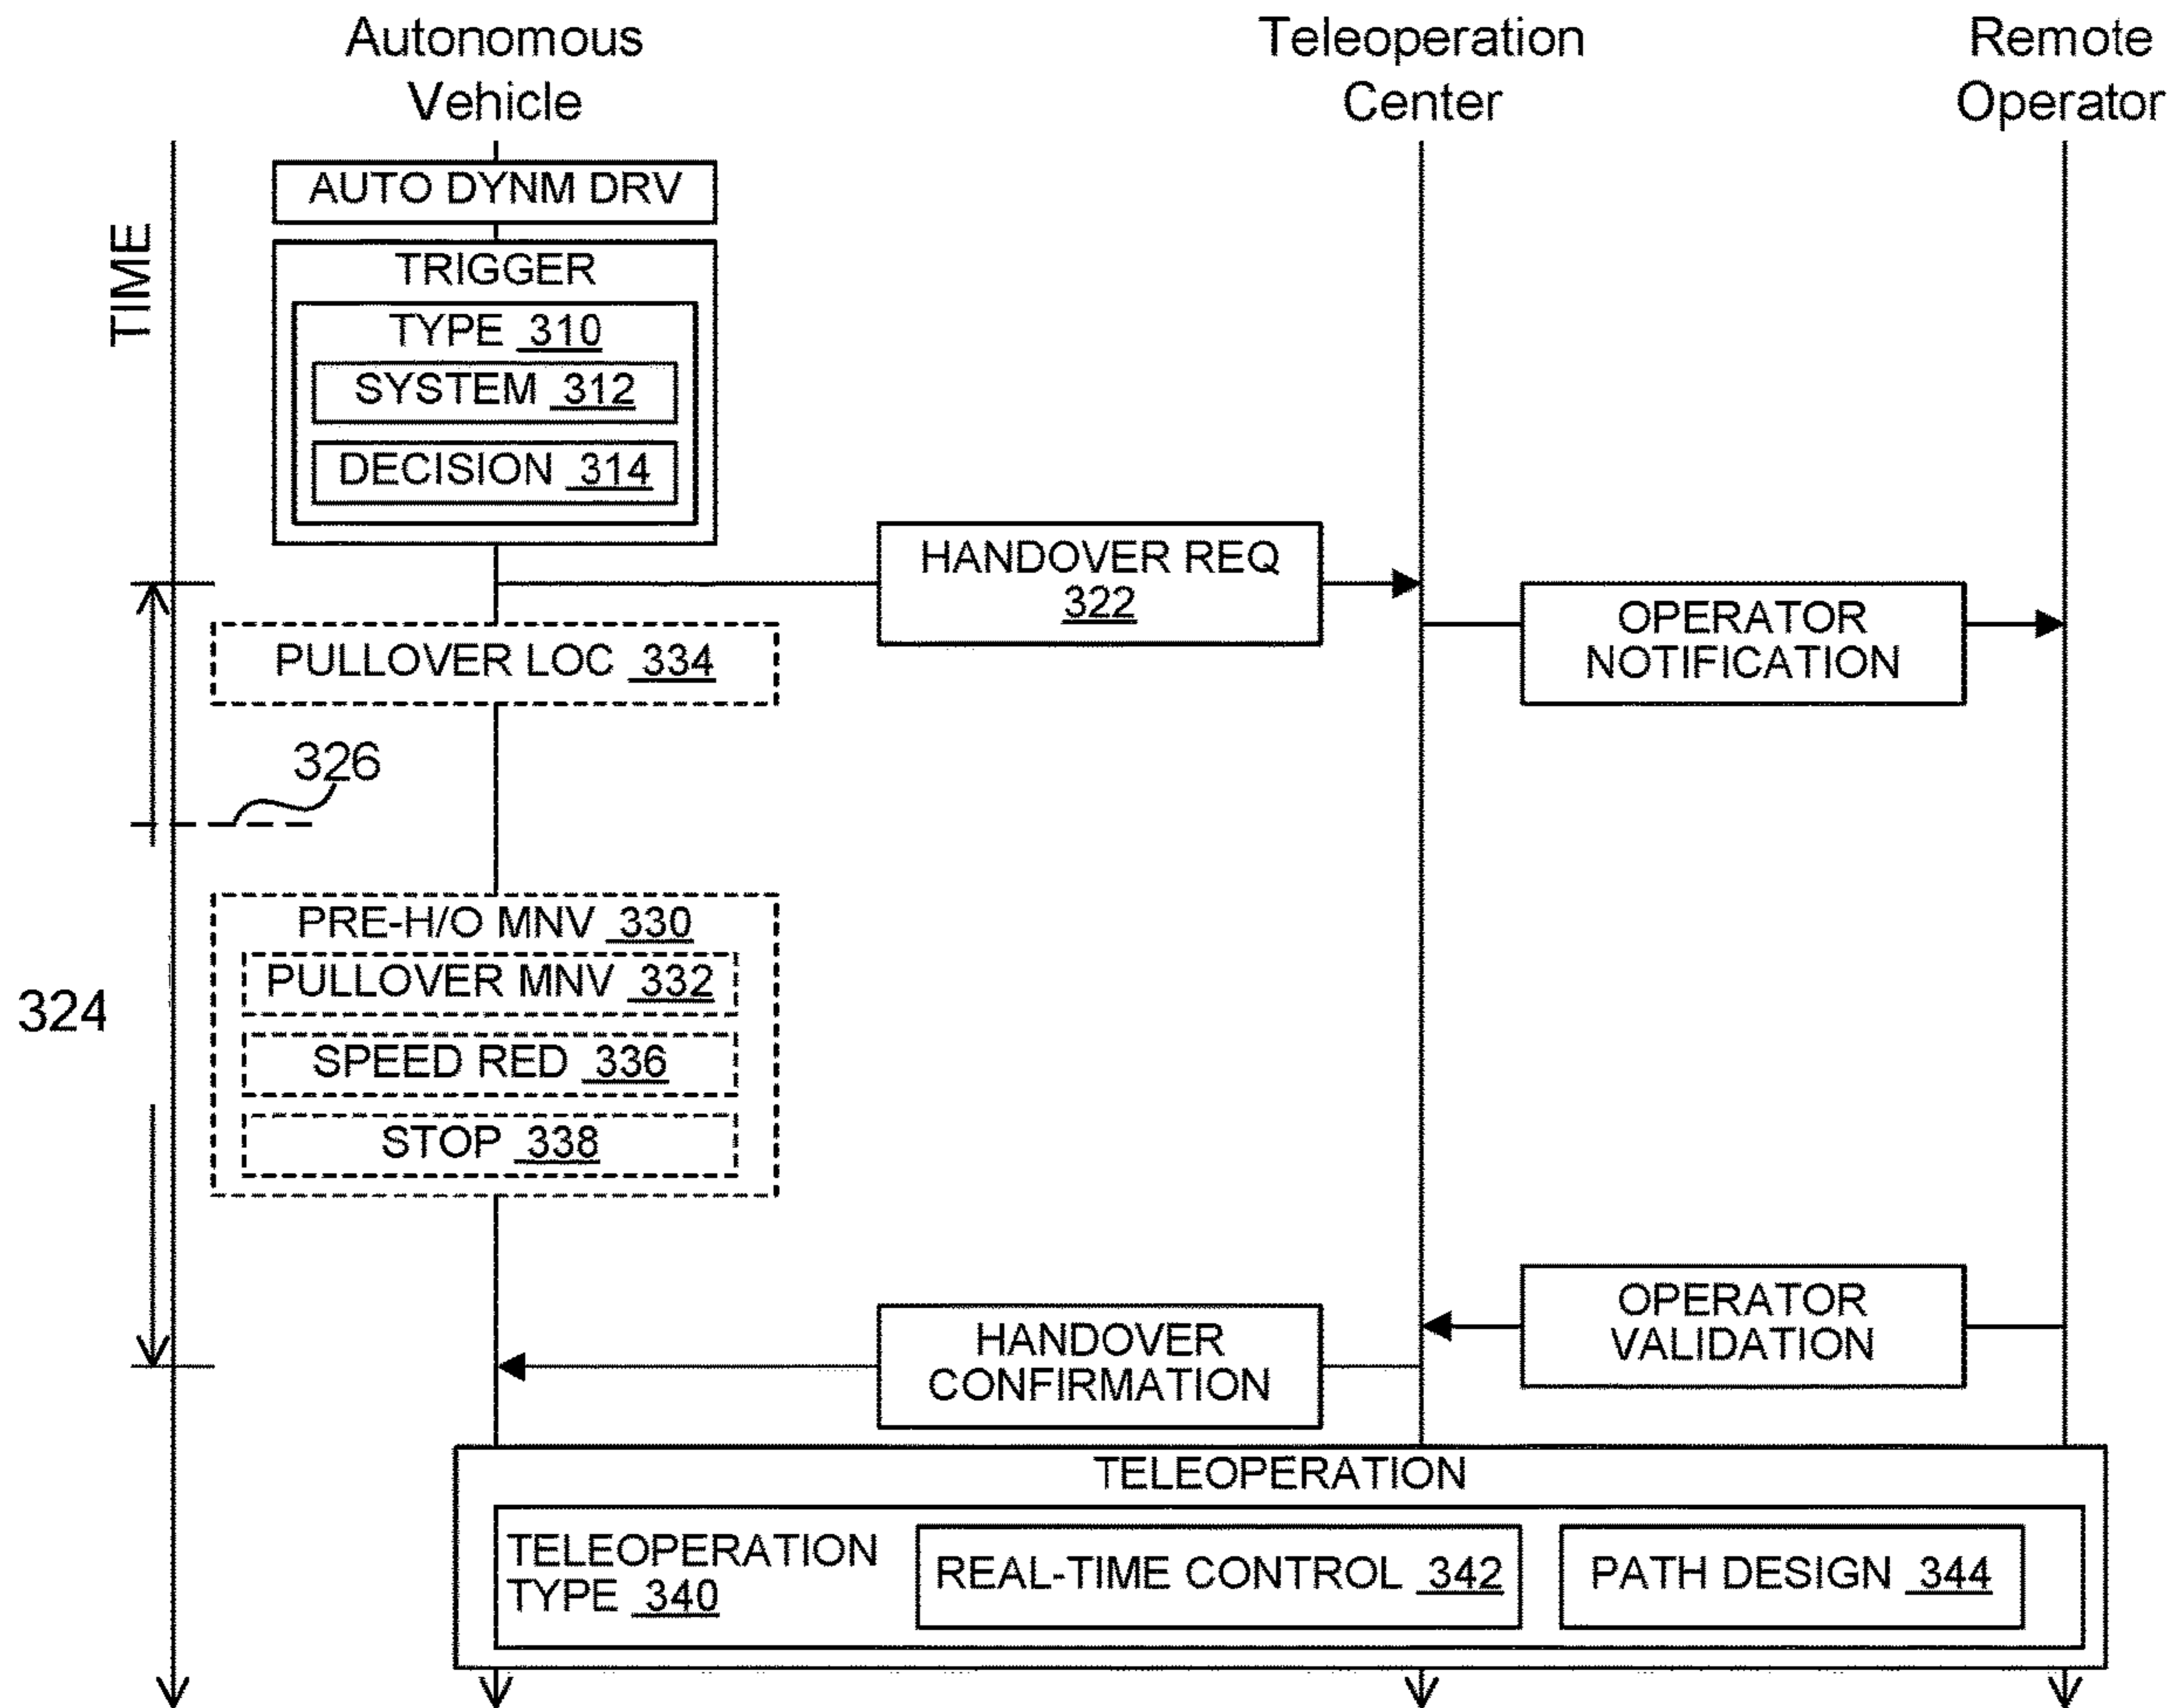 Autonomous
Vehicle
Teleoperation
Center
Remote
Operator
TIME
AUTO DYNM DRV
TRIGGER
TYPE 310
SYSTEM 312
DECISION 314
HANDOVER REQ
322
OPERATOR
NOTIFICATION
PULLOVER LOC 334
326
PRE-H/O MNV 330
PULLOVER MNV 332
324
SPEED RED 336
STOP 338
OPERATOR
VALIDATION
HANDOVER
CONFIRMATION
TELEOPERATION
TELEOPERATION
TYPE 340
REAL-TIME CONTROL 342
PATH DESIGN 344